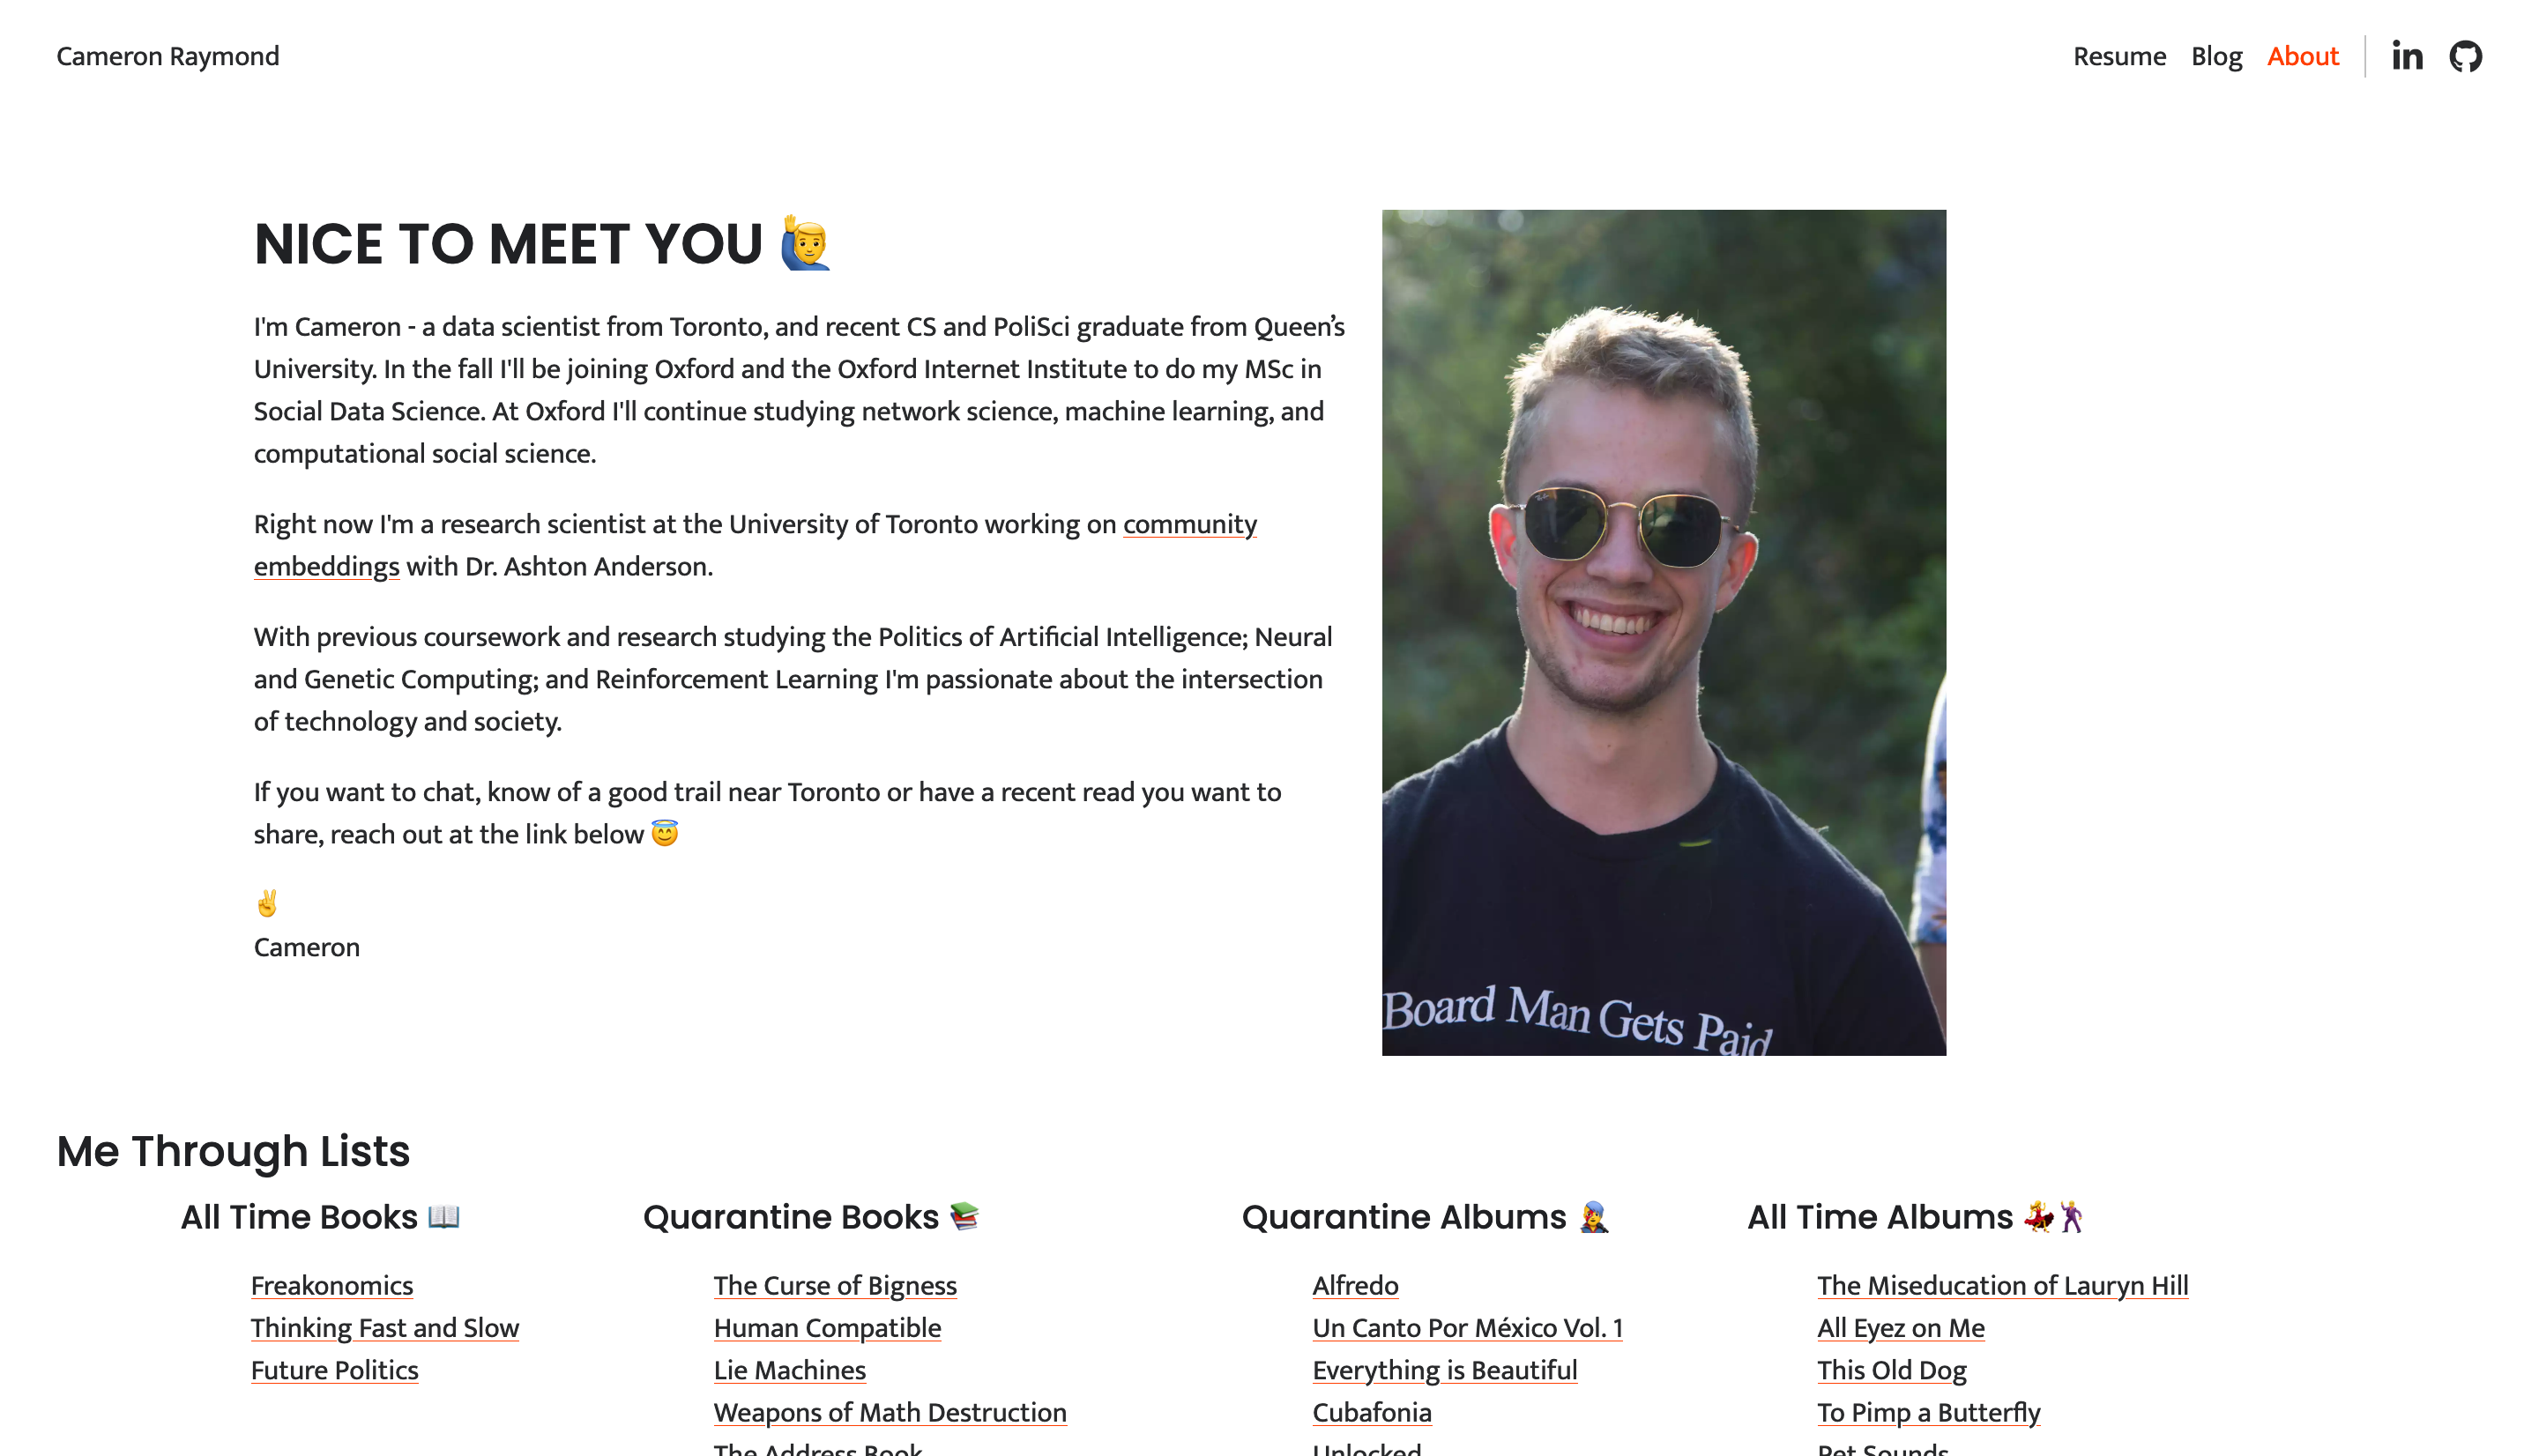 Cameron Raymond
Resume Blog About
NICE TO MEET YOU 🙋‍♂️
I'm Cameron - a data scientist from Toronto, and recent CS and PoliSci graduate from Queen’s
University. In the fall I'll be joining Oxford and the Oxford Internet Institute to do my MSc in
Social Data Science. At Oxford I'll continue studying network science, machine learning, and
computational social science.
Right now I'm a research scientist at the University of Toronto working on community
embeddings with Dr. Ashton Anderson.
With previous coursework and research studying the Politics of Artificial Intelligence; Neural
and Genetic Computing; and Reinforcement Learning I'm passionate about the intersection
of technology and society.
If you want to chat, know of a good trail near Toronto or have a recent read you want to
share, reach out at the link below 😇
✌️
Cameron
Board Man Gets Paid
Me Through Lists
All Time Books 📖
Freakonomics
Thinking Fast and Slow
Future Politics
Quarantine Books 📚
The Curse of Bigness
Human Compatible
Lie Machines
Weapons of Math Destruction
The Address Book
Quarantine Albums 👨‍🎤
Alfredo
Un Canto Por México Vol. 1
Everything is Beautiful
Cubafonia
Unlocked
All Time Albums 💃🕺
The Miseducation of Lauryn Hill
All Eyez on Me
This Old Dog
To Pimp a Butterfly
Pet Sounds